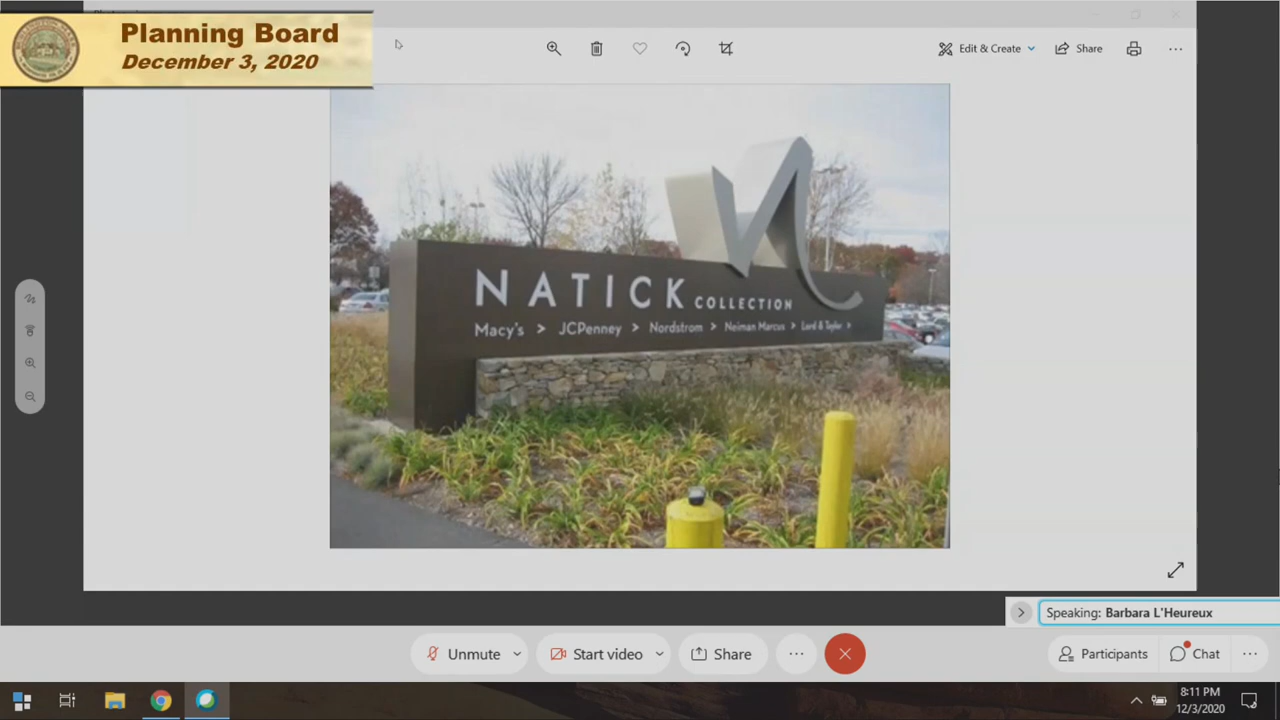 Planning Board
December 3, 2020
Edit & Create
Share
NATICK COLLECTION
Macy's > JCPenney > Nordstrom > Neiman Marcus > Lord & Taylor >
Speaking: Barbara L'Heureux
Unmute
Start video
Share
Participants
Chat
8:11 PM
12/3/2020